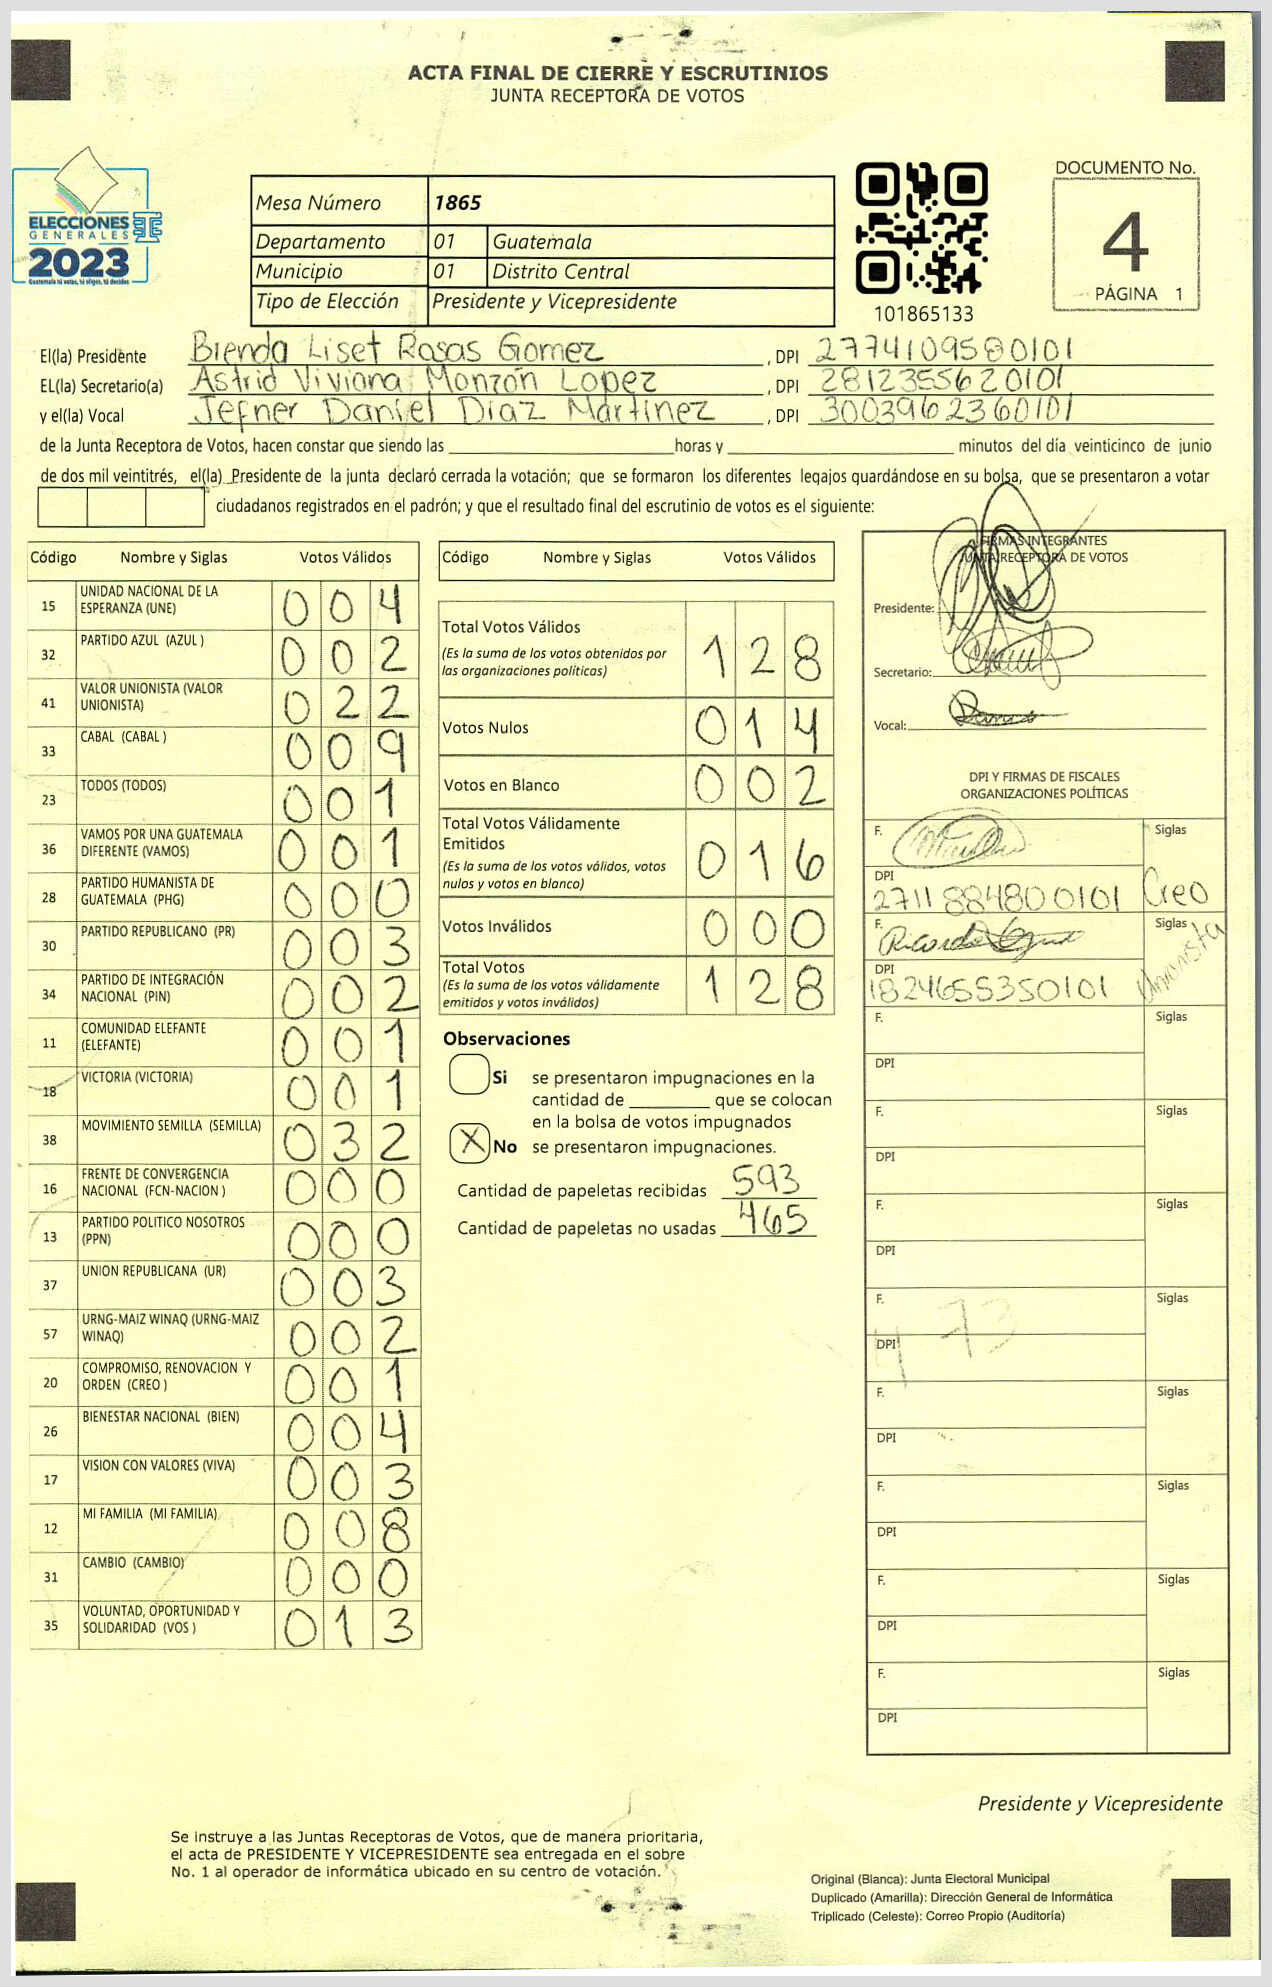 ACTA FINAL DE CIERRE Y ESCRUTINIOS
JUNTA RECEPTORA DE VOTOS
ELECCIONES
GENERALES
2023
Guatemala tú votas, tú eliges, tú decides
Mesa Número 1865
Departamento 01 Guatemala
Municipio 01 Distrito Central
Tipo de Elección Presidente y Vicepresidente
101865133
DOCUMENTO No.
4
PÁGINA 1
El(la) Presidente Brenda Liset Rosas Gomez, DPI 2774109580101
EL(la) Secretario(a) Astrid Viviana Monzón Lopez, DPI 2812355620101
y el(la) Vocal Jefner Daniel Diaz Martinez, DPI 3003962360101
de la Junta Receptora de Votos, hacen constar que siendo las ____ horas y ____ minutos del día veinticinco de junio
de dos mil veintitrés, el(la) Presidente de la junta declaró cerrada la votación; que se formaron los diferentes legajos quardándose en su bolsa, que se presentaron a votar
ciudadanos registrados en el padrón; y que el resultado final del escrutinio de votos es el siguiente:
Código Nombre y Siglas Votos Válidos
15 UNIDAD NACIONAL DE LA ESPERANZA (UNE) 0 0 4
32 PARTIDO AZUL (AZUL ) 0 0 2
41 VALOR UNIONISTA (VALOR UNIONISTA) 0 2 2
33 CABAL (CABAL ) 0 0 9
23 TODOS (TODOS) 0 0 1
36 VAMOS POR UNA GUATEMALA DIFERENTE (VAMOS) 0 0 1
28 PARTIDO HUMANISTA DE GUATEMALA (PHG) 0 0 0
30 PARTIDO REPUBLICANO (PR) 0 0 3
34 PARTIDO DE INTEGRACIÓN NACIONAL (PIN) 0 0 2
11 COMUNIDAD ELEFANTE (ELEFANTE) 0 0 1
18 VICTORIA (VICTORIA) 0 0 1
38 MOVIMIENTO SEMILLA (SEMILLA) 0 3 2
16 FRENTE DE CONVERGENCIA NACIONAL (FCN-NACION ) 0 0 0
13 PARTIDO POLITICO NOSOTROS (PPN) 0 0 0
37 UNION REPUBLICANA (UR) 0 0 3
57 URNG-MAIZ WINAQ (URNG-MAIZ WINAQ) 0 0 2
20 COMPROMISO, RENOVACION Y ORDEN (CREO ) 0 0 1
26 BIENESTAR NACIONAL (BIEN) 0 0 4
17 VISION CON VALORES (VIVA) 0 0 3
12 MI FAMILIA (MI FAMILIA) 0 0 8
31 CAMBIO (CAMBIO) 0 0 0
35 VOLUNTAD, OPORTUNIDAD Y SOLIDARIDAD (VOS ) 0 1 3
Código Nombre y Siglas Votos Válidos
Total Votos Válidos 1 2 8
(Es la suma de los votos obtenidos por
las organizaciones políticas)
Votos Nulos 0 1 4
Votos en Blanco 0 0 2
Total Votos Válidamente
Emitidos 0 1 6
(Es la suma de los votos válidos, votos
nulos y votos en blanco)
Votos Inválidos 0 0 0
Total Votos 1 2 8
(Es la suma de los votos válidamente
emitidos y votos inválidos)
Observaciones
Si se presentaron impugnaciones en la
cantidad de ____ que se colocan
en la bolsa de votos impugnados
X No se presentaron impugnaciones.
Cantidad de papeletas recibidas 593
Cantidad de papeletas no usadas 465
FIRMAS INTEGRANTES
JUNTA RECEPTORA DE VOTOS
Presidente:
Secretario:
Vocal:
DPI Y FIRMAS DE FISCALES
ORGANIZACIONES POLÍTICAS
F. Siglas
DPI
2711884800101 Creo
F. Ricardo Siglas
DPI
1824655350101 Unionista
F. Siglas
DPI
F. Siglas
DPI
F. Siglas
DPI
F. Siglas
DPI
473
F. Siglas
DPI
F. Siglas
DPI
F. Siglas
DPI
F. Siglas
DPI
Presidente y Vicepresidente
Se instruye a las Juntas Receptoras de Votos, que de manera prioritaria,
el acta de PRESIDENTE Y VICEPRESIDENTE sea entregada en el sobre
No. 1 al operador de informática ubicado en su centro de votación.
Original (Blanca): Junta Electoral Municipal
Duplicado (Amarilla): Dirección General de Informática
Triplicado (Celeste): Correo Propio (Auditoría)